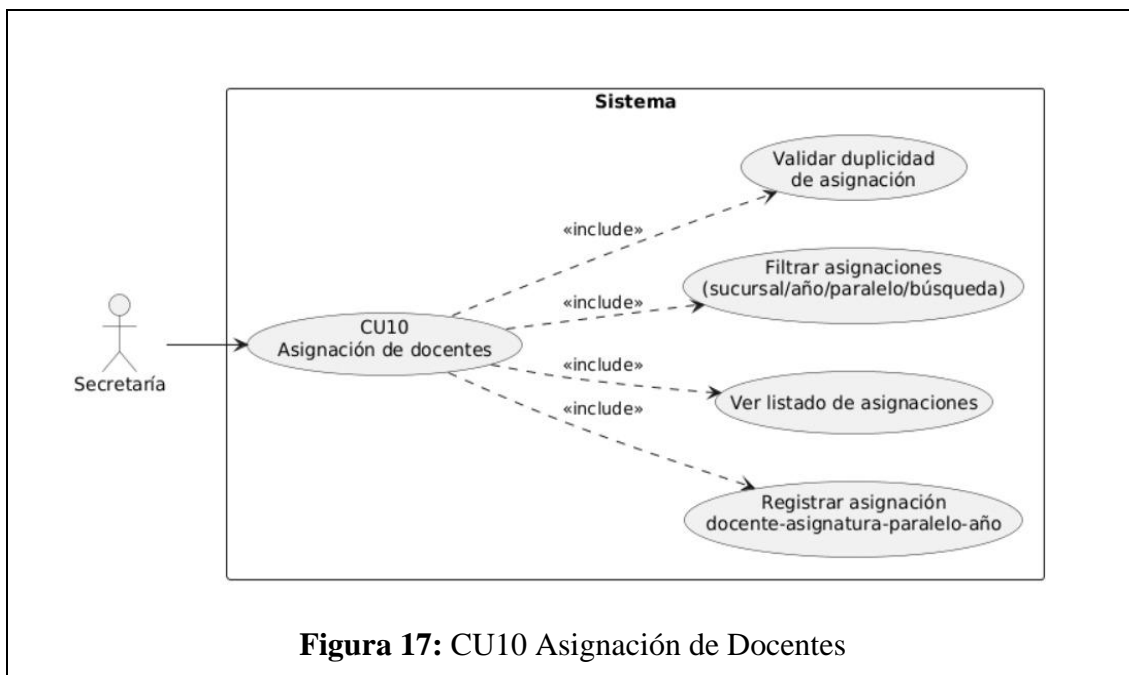 Sistema
Validar duplicidad
de asignación
«include»
Filtrar asignaciones
(sucursal/año/paralelo/búsqueda)
«include»
CU10
Asignación de docentes
Secretaría
«include»
Ver listado de asignaciones
«include»
Registrar asignación
docente-asignatura-paralelo-año
Figura 17: CU10 Asignación de Docentes